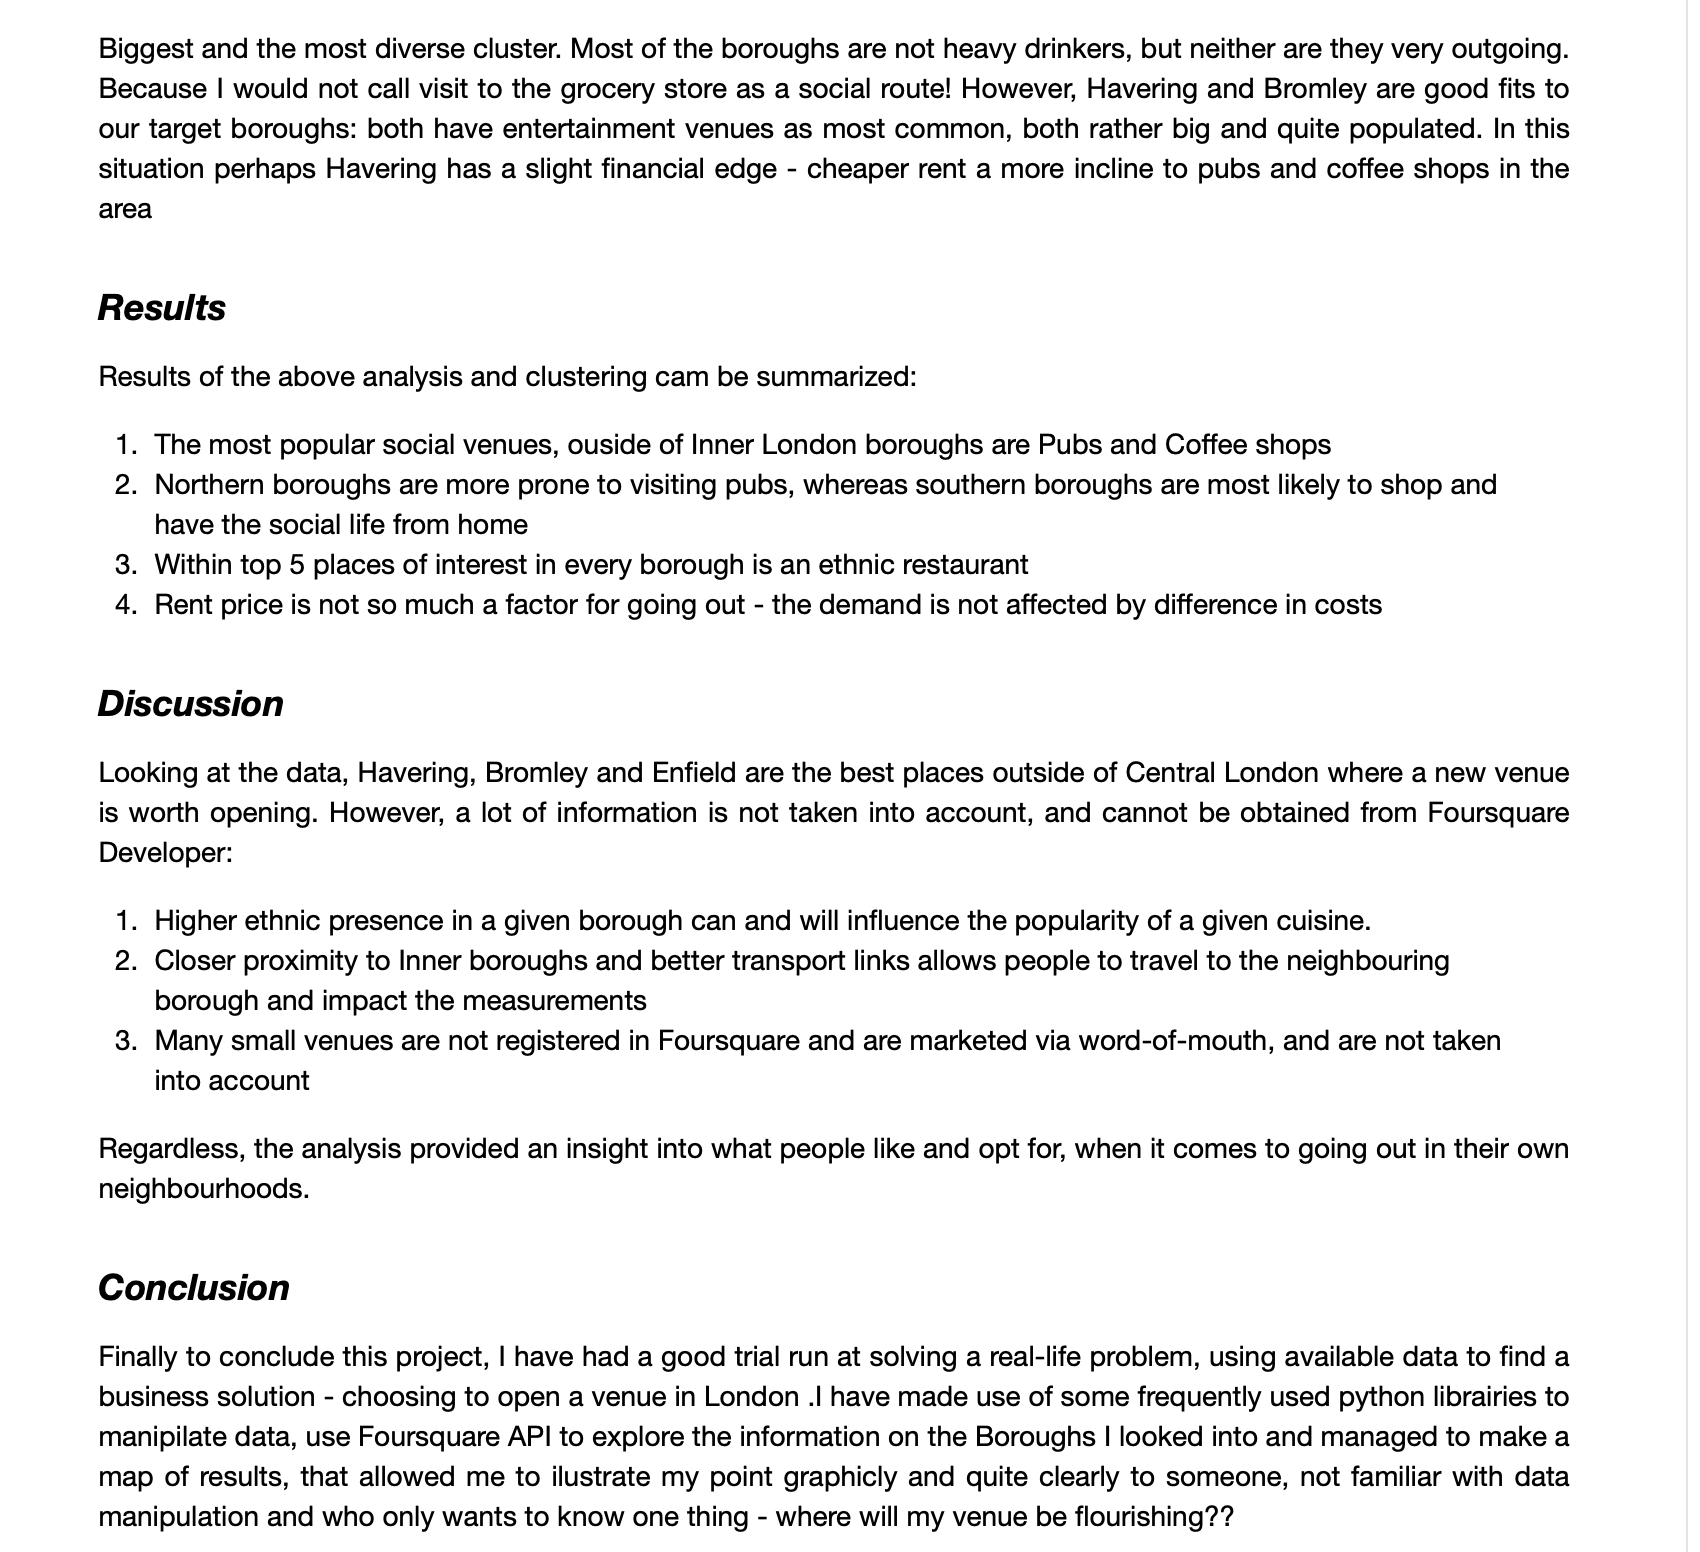 Biggest and the most diverse cluster. Most of the boroughs are not heavy drinkers, but neither are they very outgoing.
Because I would not call visit to the grocery store as a social route! However, Havering and Bromley are good fits to
our target boroughs: both have entertainment venues as most common, both rather big and quite populated. In this
situation perhaps Havering has a slight financial edge - cheaper rent a more incline to pubs and coffee shops in the
area
Results
Results of the above analysis and clustering cam be summarized:
1. The most popular social venues, ouside of Inner London boroughs are Pubs and Coffee shops
2. Northern boroughs are more prone to visiting pubs, whereas southern boroughs are most likely to shop and
have the social life from home
3. Within top 5 places of interest in every borough is an ethnic restaurant
4. Rent price is not so much a factor for going out - the demand is not affected by difference in costs
Discussion
Looking at the data, Havering, Bromley and Enfield are the best places outside of Central London where a new venue
is worth opening. However, a lot of information is not taken into account, and cannot be obtained from Foursquare
Developer:
1. Higher ethnic presence in a given borough can and will influence the popularity of a given cuisine.
2. Closer proximity to Inner boroughs and better transport links allows people to travel to the neighbouring
borough and impact the measurements
3. Many small venues are not registered in Foursquare and are marketed via word-of-mouth, and are not taken
into account
Regardless, the analysis provided an insight into what people like and opt for, when it comes to going out in their own
neighbourhoods.
Conclusion
Finally to conclude this project, I have had a good trial run at solving a real-life problem, using available data to find a
business solution - choosing to open a venue in London .I have made use of some frequently used python librairies to
manipilate data, use Foursquare API to explore the information on the Boroughs I looked into and managed to make a
map of results, that allowed me to ilustrate my point graphicly and quite clearly to someone, not familiar with data
manipulation and who only wants to know one thing - where will my venue be flourishing??